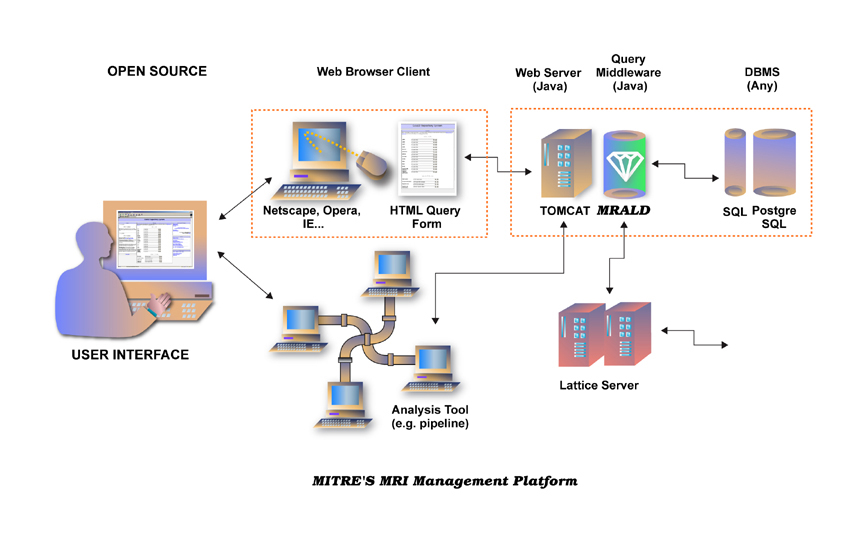 OPEN SOURCE
Web Browser Client
Web Server
(Java)
Query
Middleware
(Java)
DBMS
(Any)
Netscape, Opera,
IE...
HTML Query
Form
TOMCAT
MRALD
SQL
Postgre
SQL
USER INTERFACE
Analysis Tool
(e.g. pipeline)
Lattice Server
MITRE'S MRI Management Platform